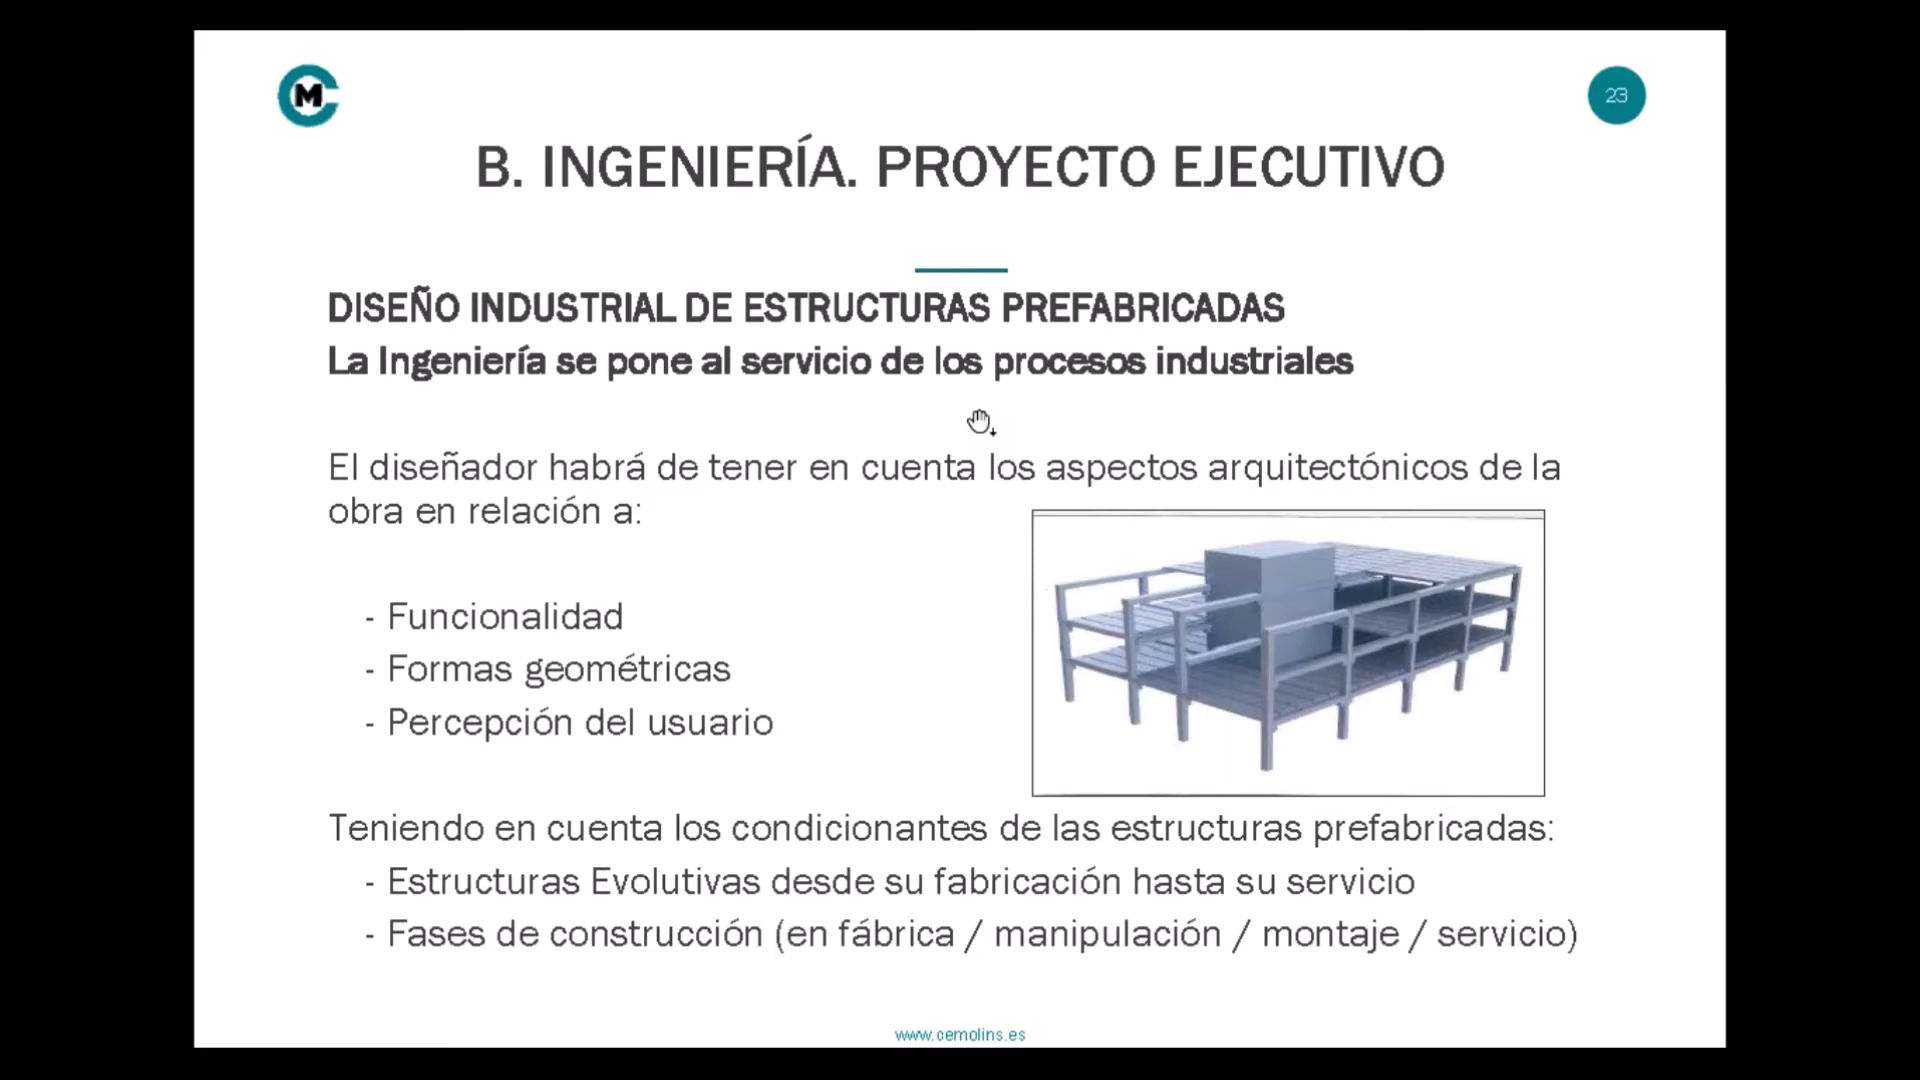 M
23
B. INGENIERÍA. PROYECTO EJECUTIVO
DISEÑO INDUSTRIAL DE ESTRUCTURAS PREFABRICADAS
La Ingeniería se pone al servicio de los procesos industriales
El diseñador habrá de tener en cuenta los aspectos arquitectónicos de la
obra en relación a:
- Funcionalidad
- Formas geométricas
- Percepción del usuario
Teniendo en cuenta los condicionantes de las estructuras prefabricadas:
- Estructuras Evolutivas desde su fabricación hasta su servicio
- Fases de construcción (en fábrica / manipulación / montaje / servicio)
www.cemolins.es